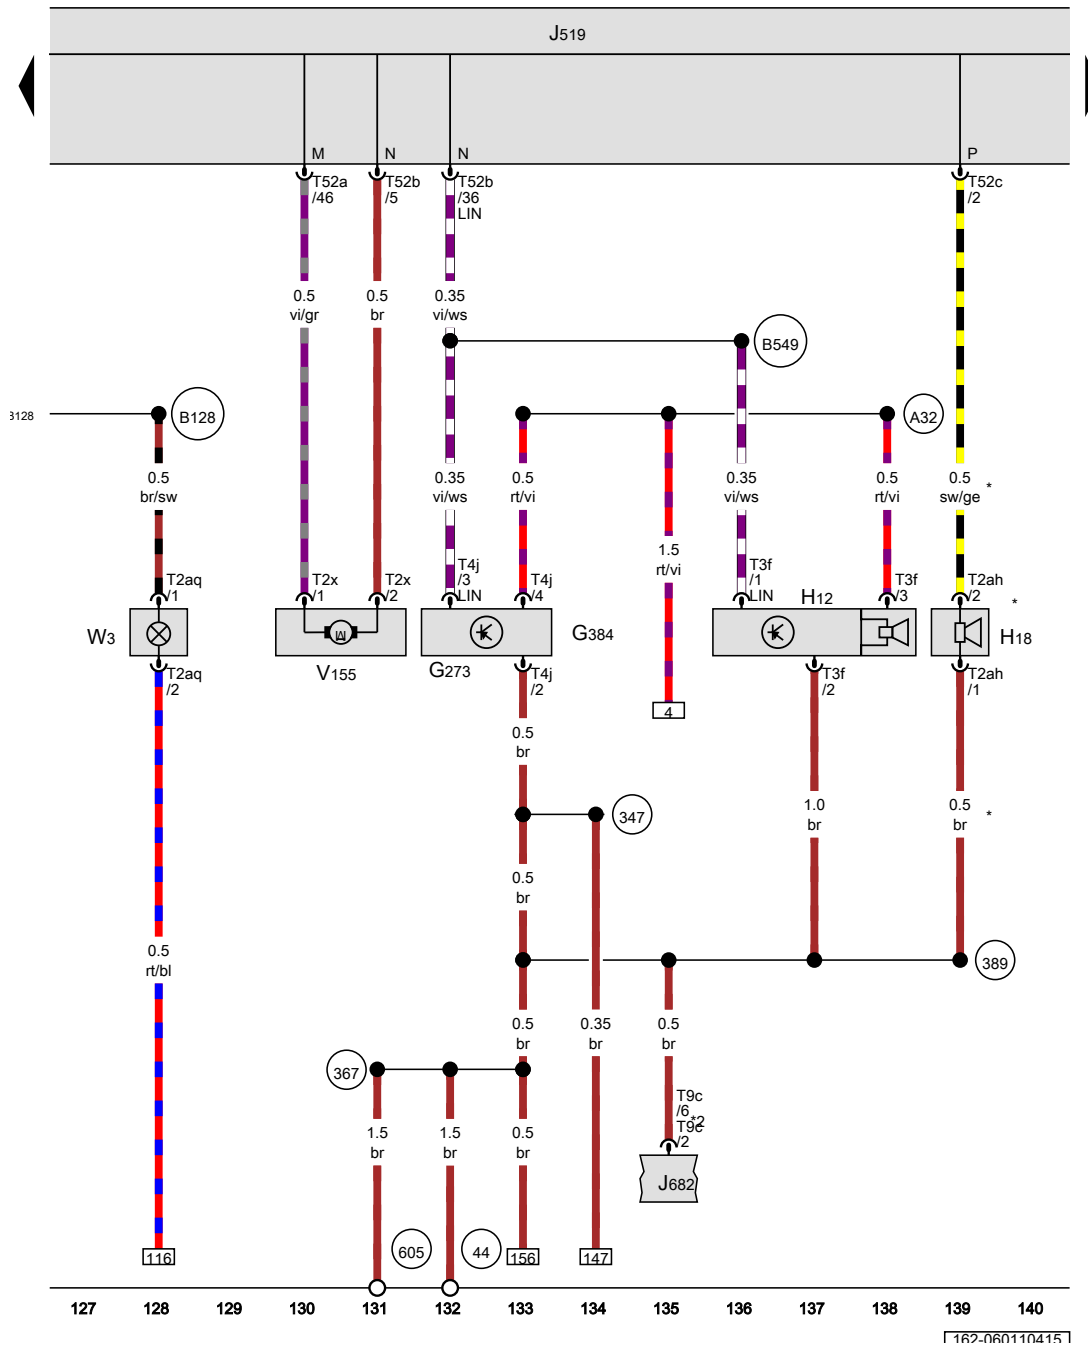 J519
M
N
N
P
T52a
/46
T52b
/5
T52b
/36
LIN
T52c
/2
0.5
vi/gr
0.5
br
0.35
vi/ws
B549
B128
A32
0.5
br/sw
0.35
vi/ws
0.5
rt/vi
0.35
vi/ws
0.5
rt/vi
0.5
sw/ge
*
1.5
rt/vi
T2aq
/1
T2x
/1
T2x
/2
T4j
/3
LIN
T4j
/4
T3f
/1
LIN
H12
T3f
/3
T2ah
/2
*
W3
M
G384
H18
V155
G273
T2aq
/2
T4j
/2
T3f
/2
T2ah
/1
4
0.5
br
1.0
br
0.5
br
*
347
0.5
br
0.5
rt/bl
389
0.5
br
0.35
br
0.5
br
367
T9c
/6
*2
T9c
/2
1.5
br
1.5
br
0.5
br
J682
605
44
116
156
147
127 128 129 130 131 132 133 134 135 136 137 138 139 140
162-060110415